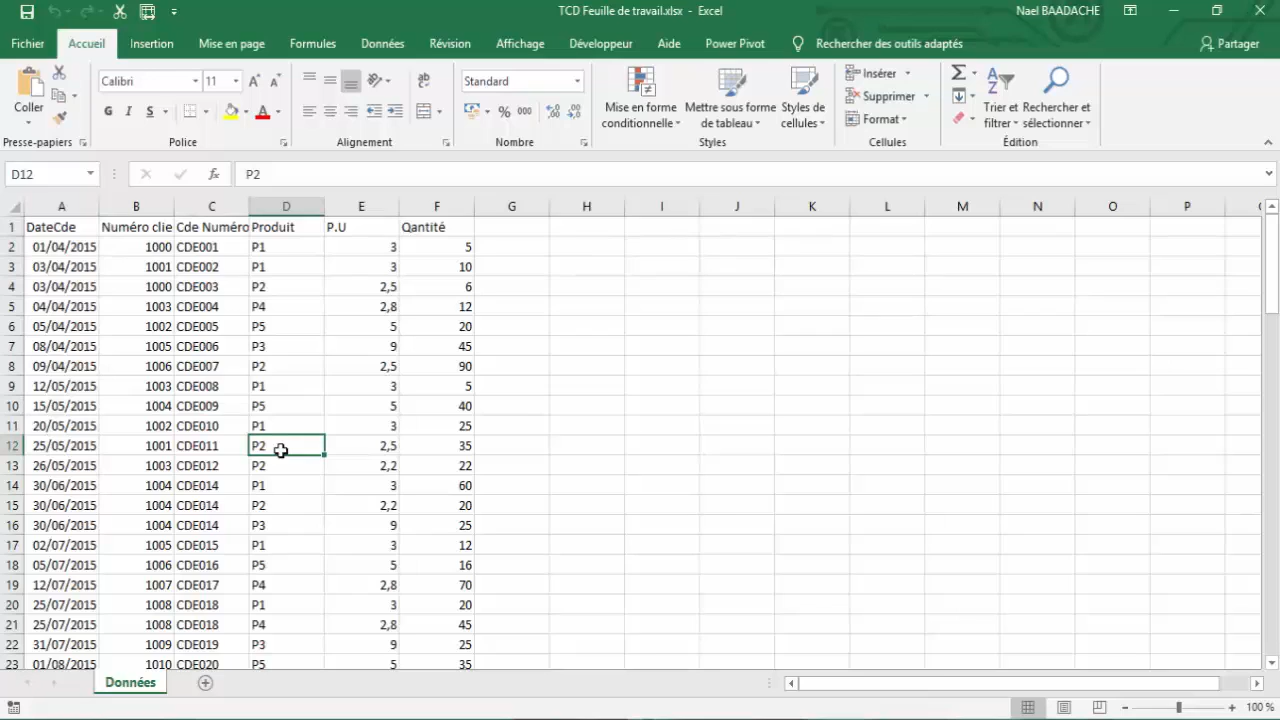 TCD Feuille de travail.xlsx - Excel
Nael BAADACHE
Fichier Accueil Insertion Mise en page Formules Données Révision Affichage Développeur Aide Power Pivot Rechercher des outils adaptés Partager
Coller
Presse-papiers
Calibri 11
G I S A
Police
ab
Alignement
Standard
% 000
Nombre
Mise en forme conditionnelle
Mettre sous forme de tableau
Styles de cellules
Styles
Insérer
Supprimer
Format
Cellules
Trier et filtrer
Rechercher et sélectionner
Édition
D12 fx P2
A B C D E F G H I J K L M N O P
1 DateCde Numéro clie Cde Numéro Produit P.U Qantité
2 01/04/2015 1000 CDE001 P1 3 5
3 03/04/2015 1001 CDE002 P1 3 10
4 03/04/2015 1000 CDE003 P2 2,5 6
5 04/04/2015 1003 CDE004 P4 2,8 12
6 05/04/2015 1002 CDE005 P5 5 20
7 08/04/2015 1005 CDE006 P3 9 45
8 09/04/2015 1006 CDE007 P2 2,5 90
9 12/05/2015 1003 CDE008 P1 3 5
10 15/05/2015 1004 CDE009 P5 5 40
11 20/05/2015 1002 CDE010 P1 3 25
12 25/05/2015 1001 CDE011 P2 2,5 35
13 26/05/2015 1003 CDE012 P2 2,2 22
14 30/06/2015 1004 CDE014 P1 3 60
15 30/06/2015 1004 CDE014 P2 2,2 20
16 30/06/2015 1004 CDE014 P3 9 25
17 02/07/2015 1005 CDE015 P1 3 12
18 05/07/2015 1006 CDE016 P5 5 16
19 12/07/2015 1007 CDE017 P4 2,8 70
20 25/07/2015 1008 CDE018 P1 3 20
21 25/07/2015 1008 CDE018 P4 2,8 45
22 31/07/2015 1009 CDE019 P3 9 25
23 01/08/2015 1010 CDE020 P5 5 35
Données
100 %